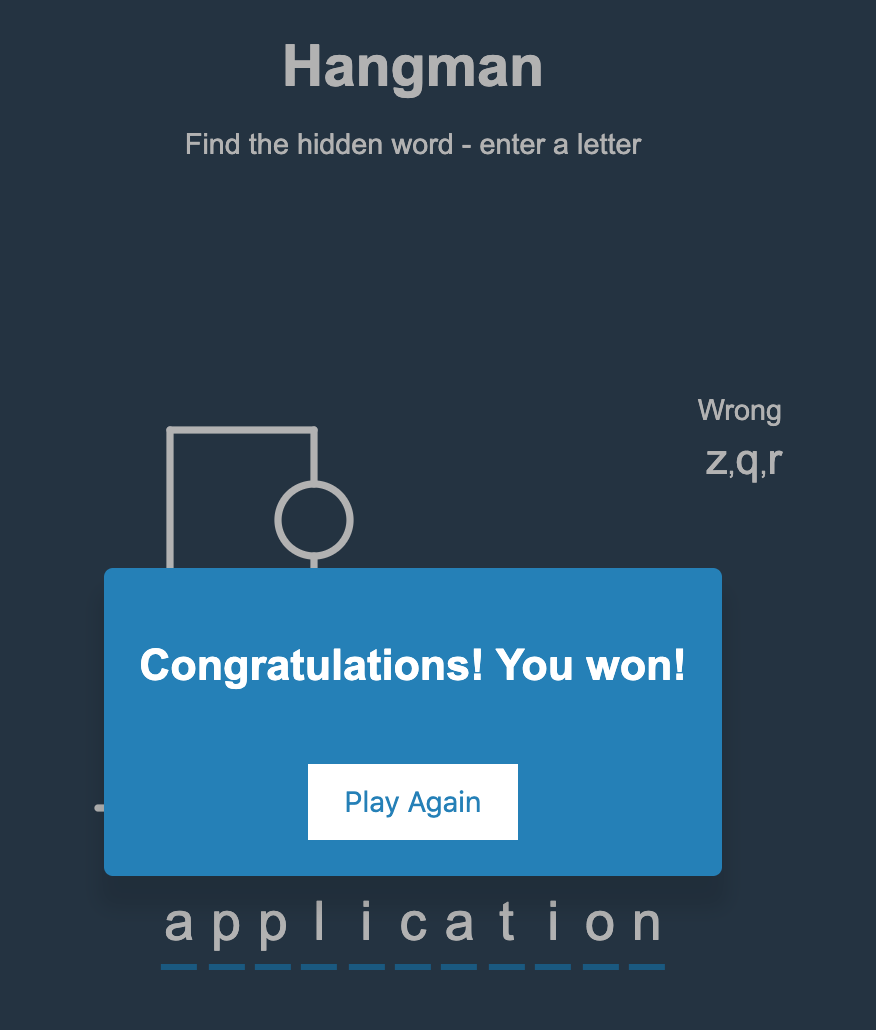 Hangman
Find the hidden word - enter a letter
Wrong
z,q,r
Congratulations! You won!
Play Again
a p p l i c a t i o n